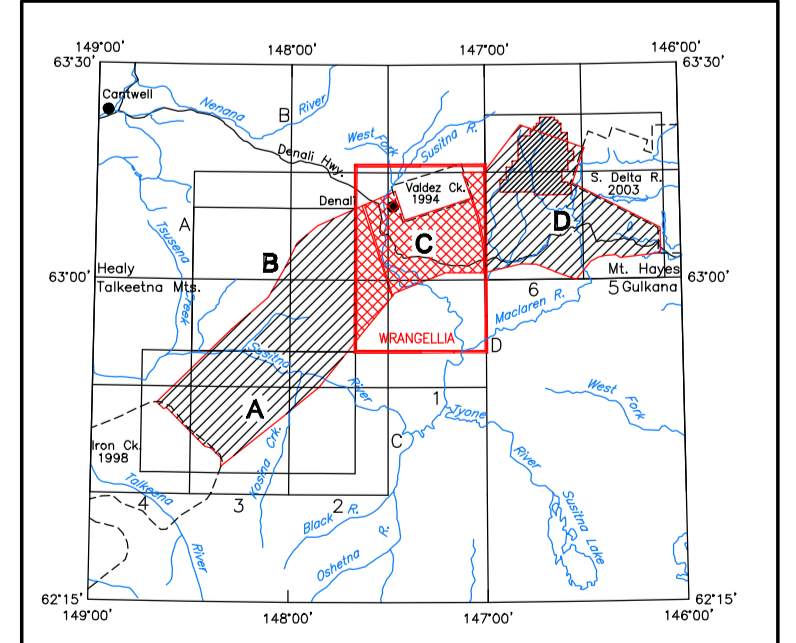 149°00'
148°00'
147°00'
146°00'
63°30'
63°30'
Cantwell
Nenana River
B
West Fork
Susitna R.
Denali Hwy.
Denali
Valdez Ck.
1994
S. Delta R.
2003
A
Tsusena Creek
B
C
D
Healy
Talkeetna Mts.
63°00'
Mt. Hayes
63°00'
6
5
Gulkana
Maclaren R.
WRANGELLIA
D
Susitna River
A
1
Tyone River
West Fork
C
Iron Ck.
1998
Kosina Crk.
Talkeetna River
4
3
2
Black R.
Oshetna R.
Susitna Lake
62°15'
62°15'
149°00'
148°00'
147°00'
146°00'